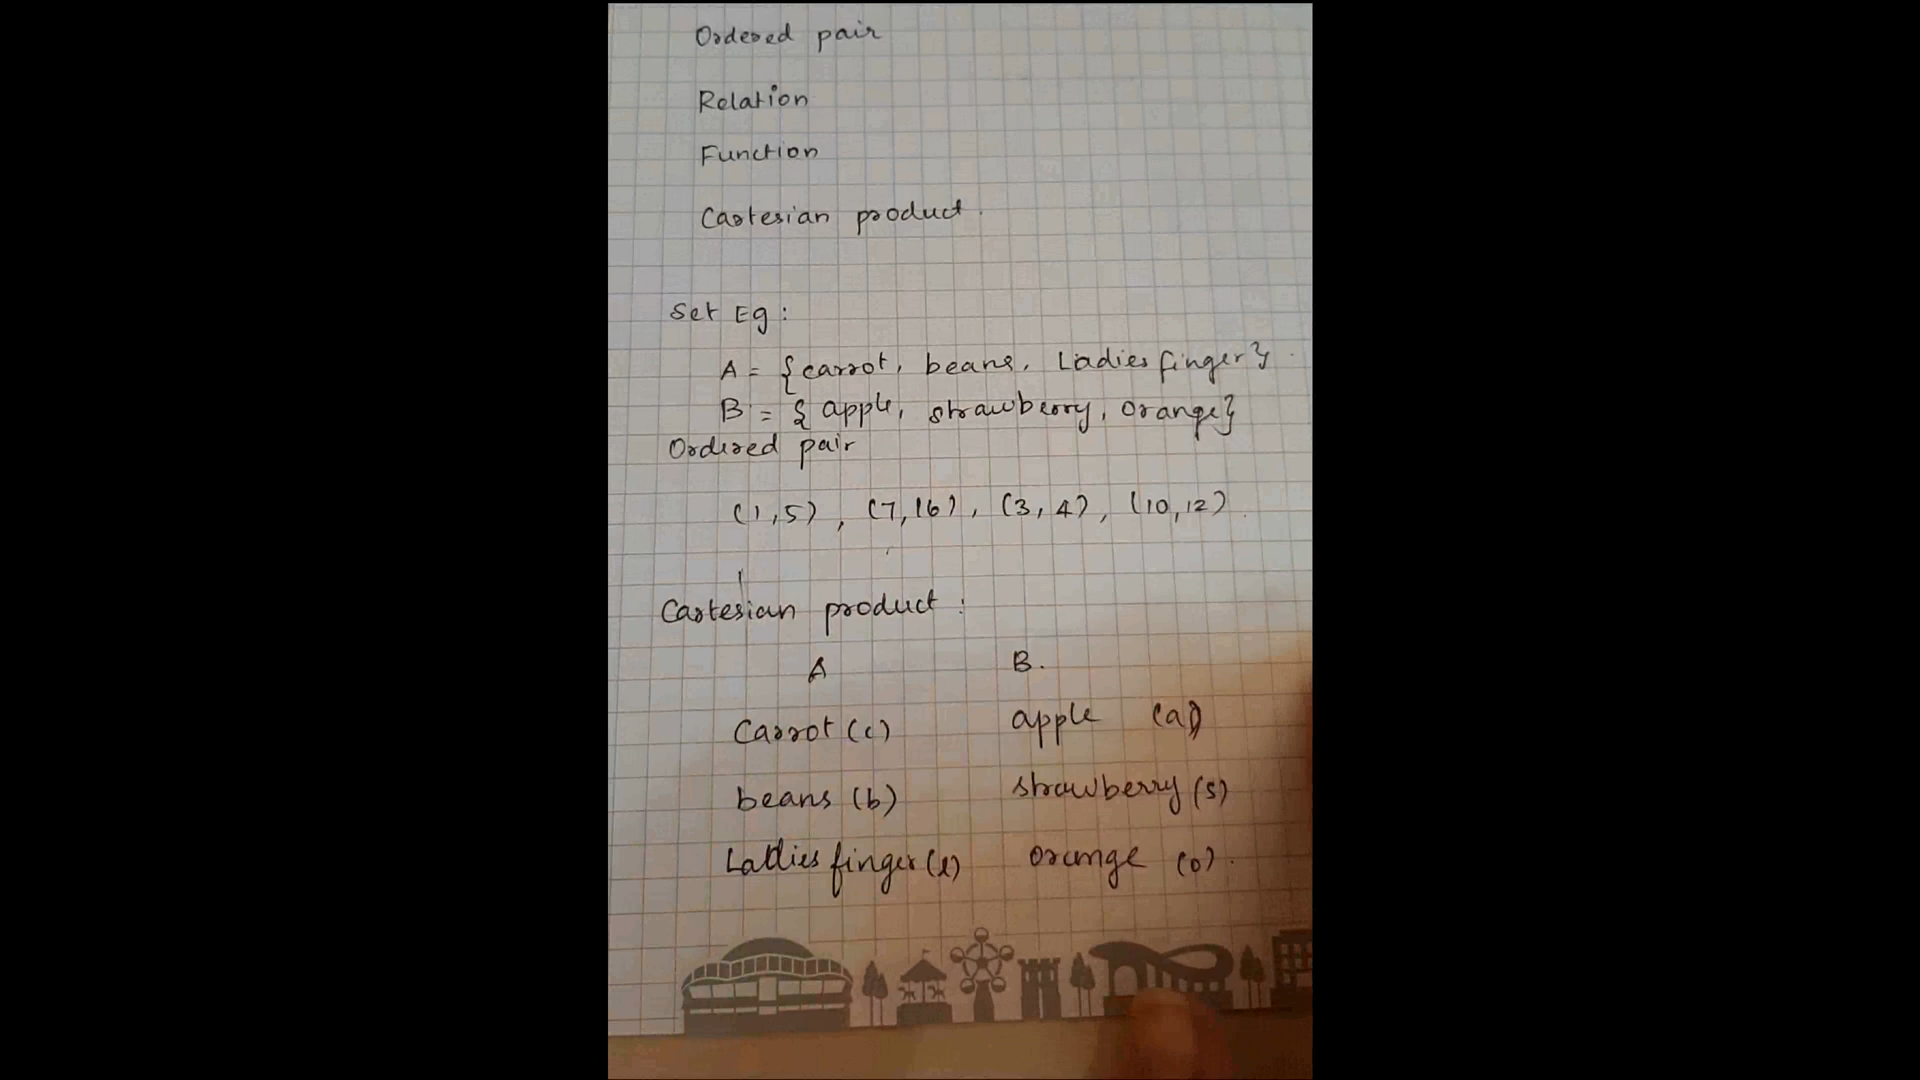 Ordered pair
Relation
Function
Cartesian product.
Set Eg:
A = {carrot, beans, Ladies finger}
B = { apple, strawberry, orange}
Ordered pair
(1,5), (7,16), (3,4), (10,12)
Cartesian product:
A B.
Carrot (c) apple (a)
beans (b) strawberry (s)
Ladies finger (l) orange (o).